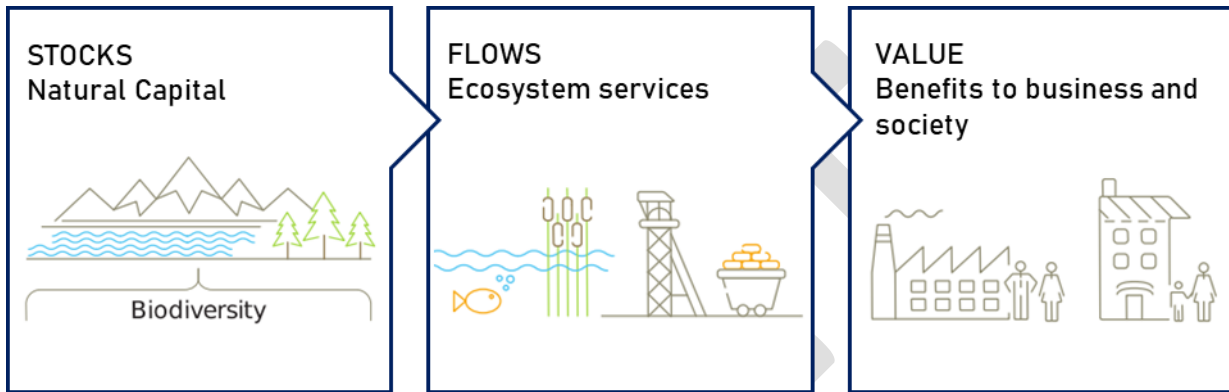 STOCKS
Natural Capital
Biodiversity
FLOWS
Ecosystem services
VALUE
Benefits to business and
society